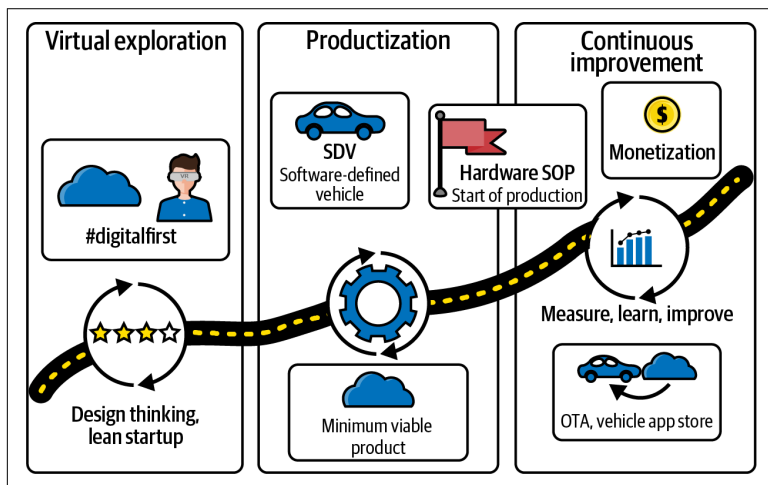 Virtual exploration
VR
#digitalfirst
Design thinking,
lean startup
Productization
SDV
Software-defined
vehicle
Hardware SOP
Start of production
Minimum viable
product
Continuous
improvement
$
Monetization
Measure, learn, improve
OTA, vehicle app store